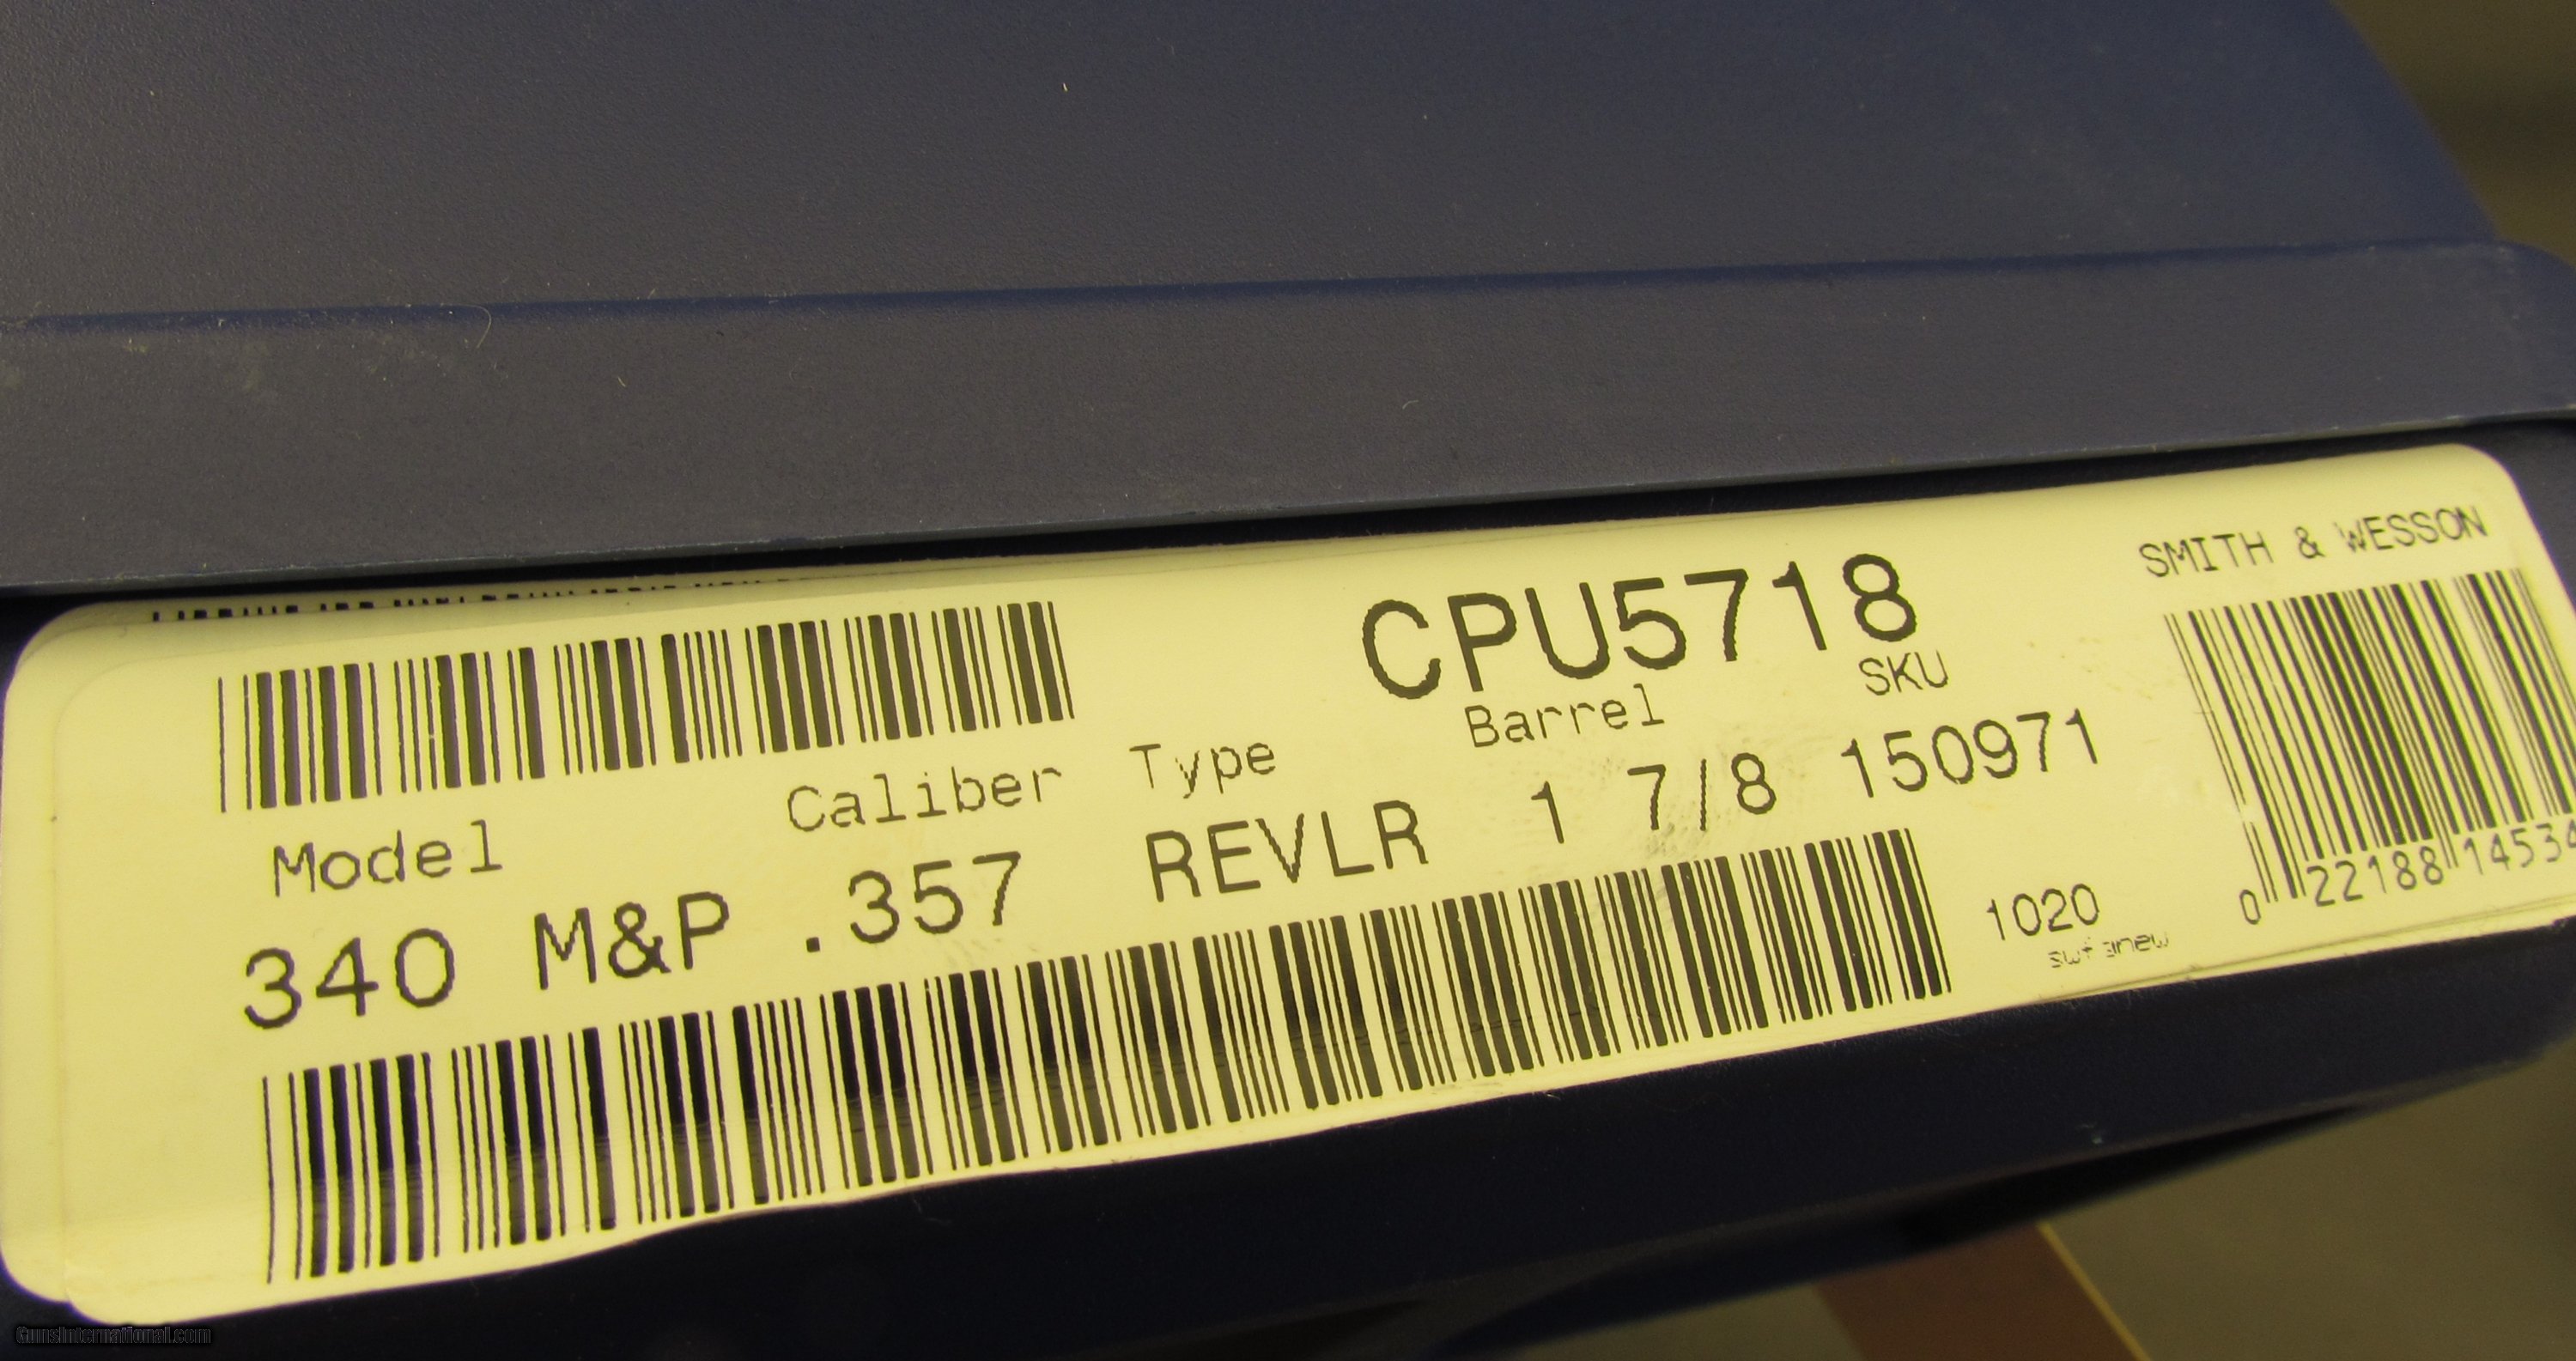 CPU5718
SMITH & WESSON
Model Caliber Type Barrel SKU
340 M&P .357 REVLR 1 7/8 150971
0 22188 14534
1020
GunsInternational.com